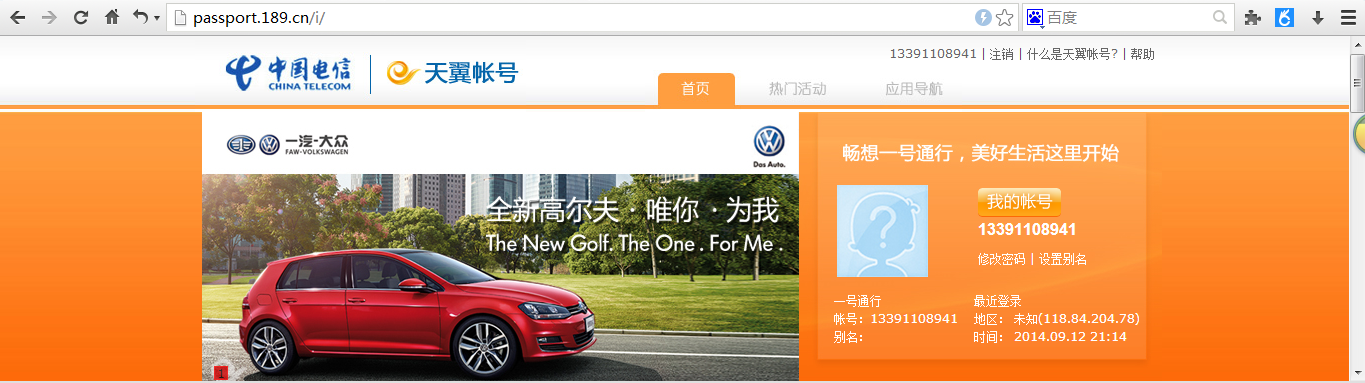 passport.189.cn/i/
百度
13391108941 | 注销 | 什么是天翼帐号? | 帮助
中国电信
CHINA TELECOM
天翼帐号
首页
热门活动
应用导航
一汽-大众
FAW-VOLKSWAGEN
Das Auto.
全新高尔夫 · 唯你 · 为我
The New Golf. The One . For Me .
1
畅想一号通行，美好生活这里开始
我的帐号
13391108941
修改密码 | 设置别名
一号通行
帐号：13391108941
别名：
最近登录
地区： 未知(118.84.204.78)
时间： 2014.09.12 21:14